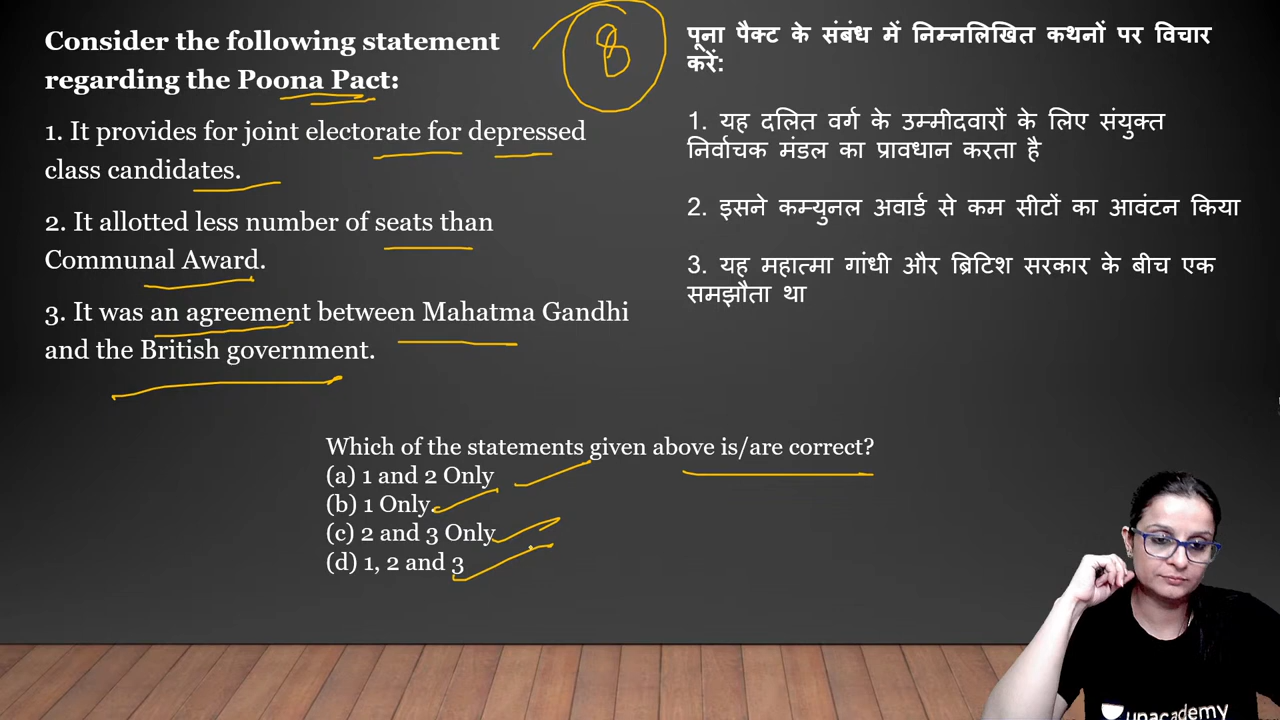 Consider the following statement
regarding the Poona Pact:
1. It provides for joint electorate for depressed
class candidates.
2. It allotted less number of seats than
Communal Award.
3. It was an agreement between Mahatma Gandhi
and the British government.
8
पूना पैक्ट के संबंध में निम्नलिखित कथनों पर विचार
करें:
1. यह दलित वर्ग के उम्मीदवारों के लिए संयुक्त
निर्वाचक मंडल का प्रावधान करता है
2. इसने कम्युनल अवार्ड से कम सीटों का आवंटन किया
3. यह महात्मा गांधी और ब्रिटिश सरकार के बीच एक
समझौता था
Which of the statements given above is/are correct?
(a) 1 and 2 Only
(b) 1 Only
(c) 2 and 3 Only
(d) 1, 2 and 3
unacademy